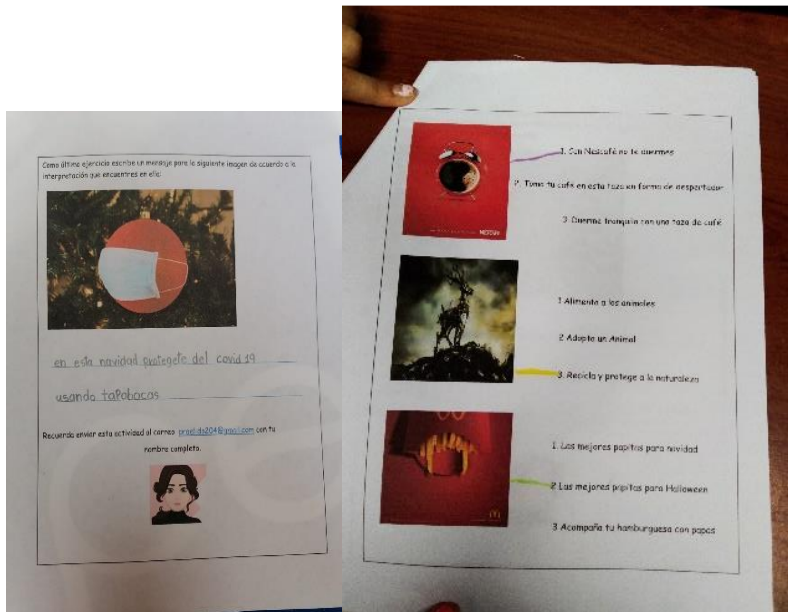 Como último ejercicio escribe un mensaje para la siguiente imagen de acuerdo a la
interpretación que encuentres en ella:
en esta navidad protegete del covid 19
usando tapabocas
Recuerda enviar esta actividad al correo con tu
nombre completo.
1. Con Nescafé no te duermes
2. Toma tu café en esta taza en forma de despertador
3. Duerme tranquilo con una taza de café
NESCAFÉ
1 Alimenta a los animales
2 Adopta un Animal
3. Recicla y protege a la naturaleza
1. Las mejores papitas para navidad
2 Las mejores papitas para Halloween
3 Acompaña tu hamburguesa con papas